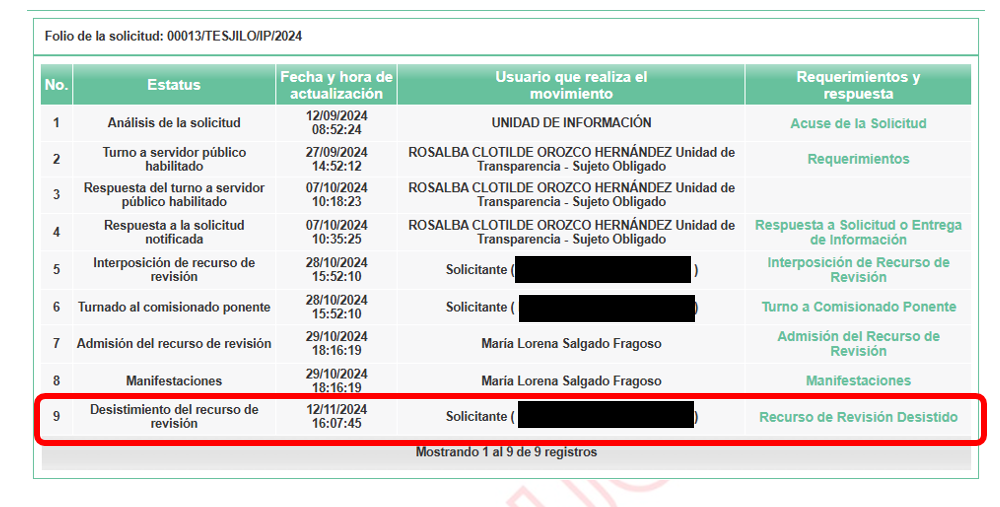 Folio de la solicitud: 00013/TESJILO/IP/2024
No. Estatus Fecha y hora de actualización Usuario que realiza el movimiento Requerimientos y respuesta
1 Análisis de la solicitud 12/09/2024 08:52:24 UNIDAD DE INFORMACIÓN Acuse de la Solicitud
2 Turno a servidor público habilitado 27/09/2024 14:52:12 ROSALBA CLOTILDE OROZCO HERNÁNDEZ Unidad de Transparencia - Sujeto Obligado Requerimientos
3 Respuesta del turno a servidor público habilitado 07/10/2024 10:18:23 ROSALBA CLOTILDE OROZCO HERNÁNDEZ Unidad de Transparencia - Sujeto Obligado
4 Respuesta a la solicitud notificada 07/10/2024 10:35:25 ROSALBA CLOTILDE OROZCO HERNÁNDEZ Unidad de Transparencia - Sujeto Obligado Respuesta a Solicitud o Entrega de Información
5 Interposición de recurso de revisión 28/10/2024 15:52:10 Solicitante ( ) Interposición de Recurso de Revisión
6 Turnado al comisionado ponente 28/10/2024 15:52:10 Solicitante ( ) Turno a Comisionado Ponente
7 Admisión del recurso de revisión 29/10/2024 18:16:19 María Lorena Salgado Fragoso Admisión del Recurso de Revisión
8 Manifestaciones 29/10/2024 18:16:19 María Lorena Salgado Fragoso Manifestaciones
9 Desistimiento del recurso de revisión 12/11/2024 16:07:45 Solicitante ( ) Recurso de Revisión Desistido
Mostrando 1 al 9 de 9 registros